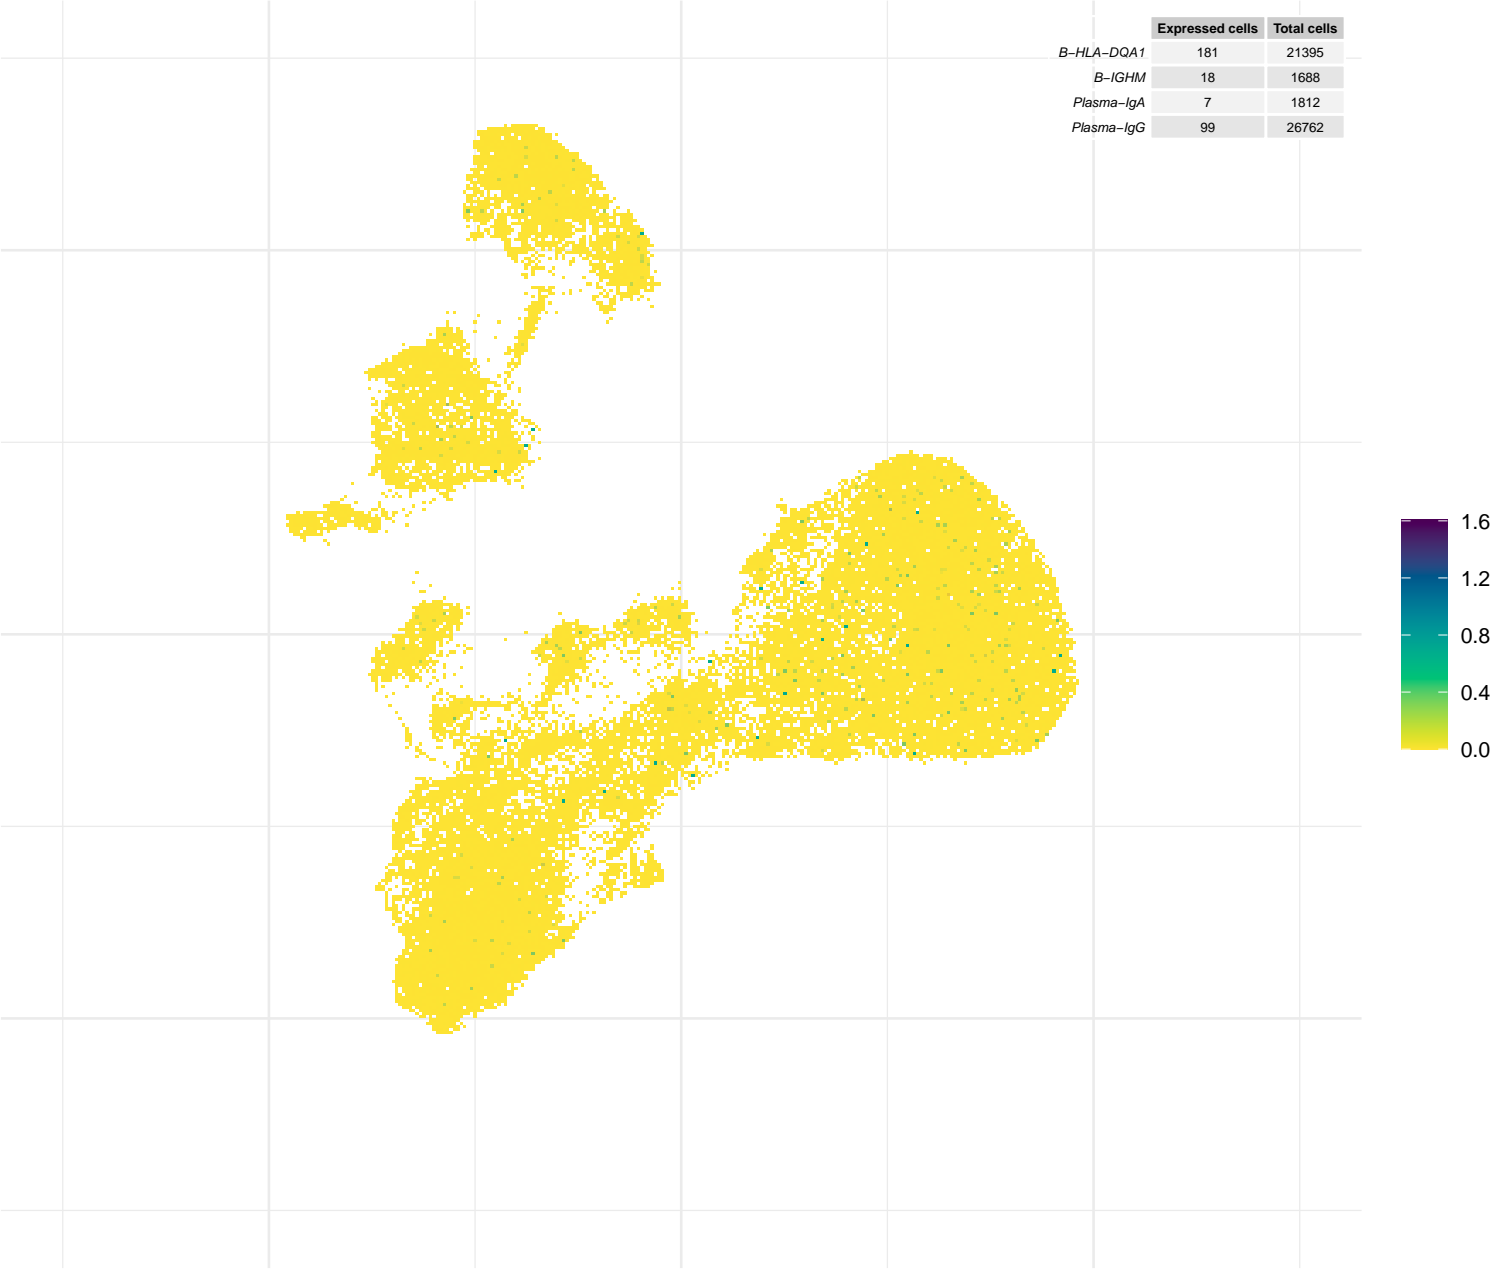 Expressed cells Total cells
B−HLA−DQA1 181 21395
B−IGHM 18 1688
Plasma−IgA 7 1812
Plasma−IgG 99 26762
1.6
1.2
0.8
0.4
0.0